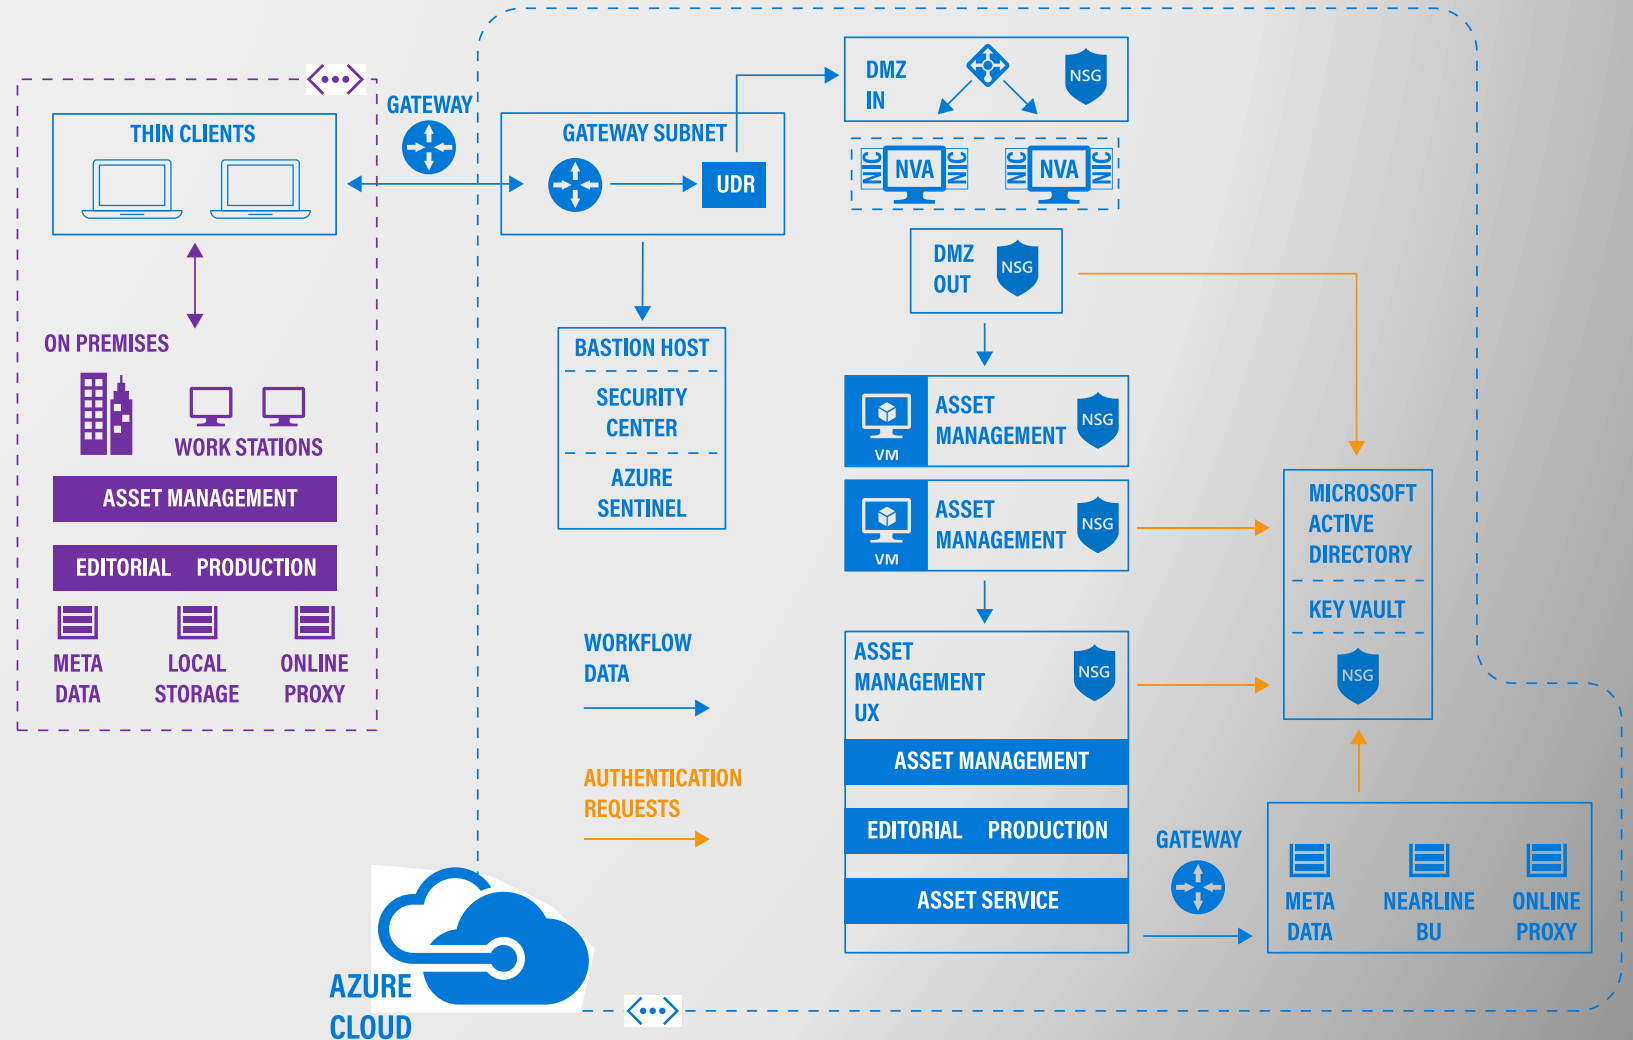 GATEWAY
THIN CLIENTS
ON PREMISES
WORK STATIONS
ASSET MANAGEMENT
EDITORIAL PRODUCTION
META
DATA
LOCAL
STORAGE
ONLINE
PROXY
GATEWAY SUBNET
UDR
BASTION HOST
SECURITY
CENTER
AZURE
SENTINEL
WORKFLOW
DATA
AUTHENTICATION
REQUESTS
AZURE
CLOUD
DMZ
IN
NSG
NIC NVA NIC
NIC NVA NIC
DMZ
OUT
NSG
VM
ASSET
MANAGEMENT
NSG
VM
ASSET
MANAGEMENT
NSG
ASSET
MANAGEMENT
UX
NSG
ASSET MANAGEMENT
EDITORIAL PRODUCTION
ASSET SERVICE
MICROSOFT
ACTIVE
DIRECTORY
KEY VAULT
NSG
GATEWAY
META
DATA
NEARLINE
BU
ONLINE
PROXY